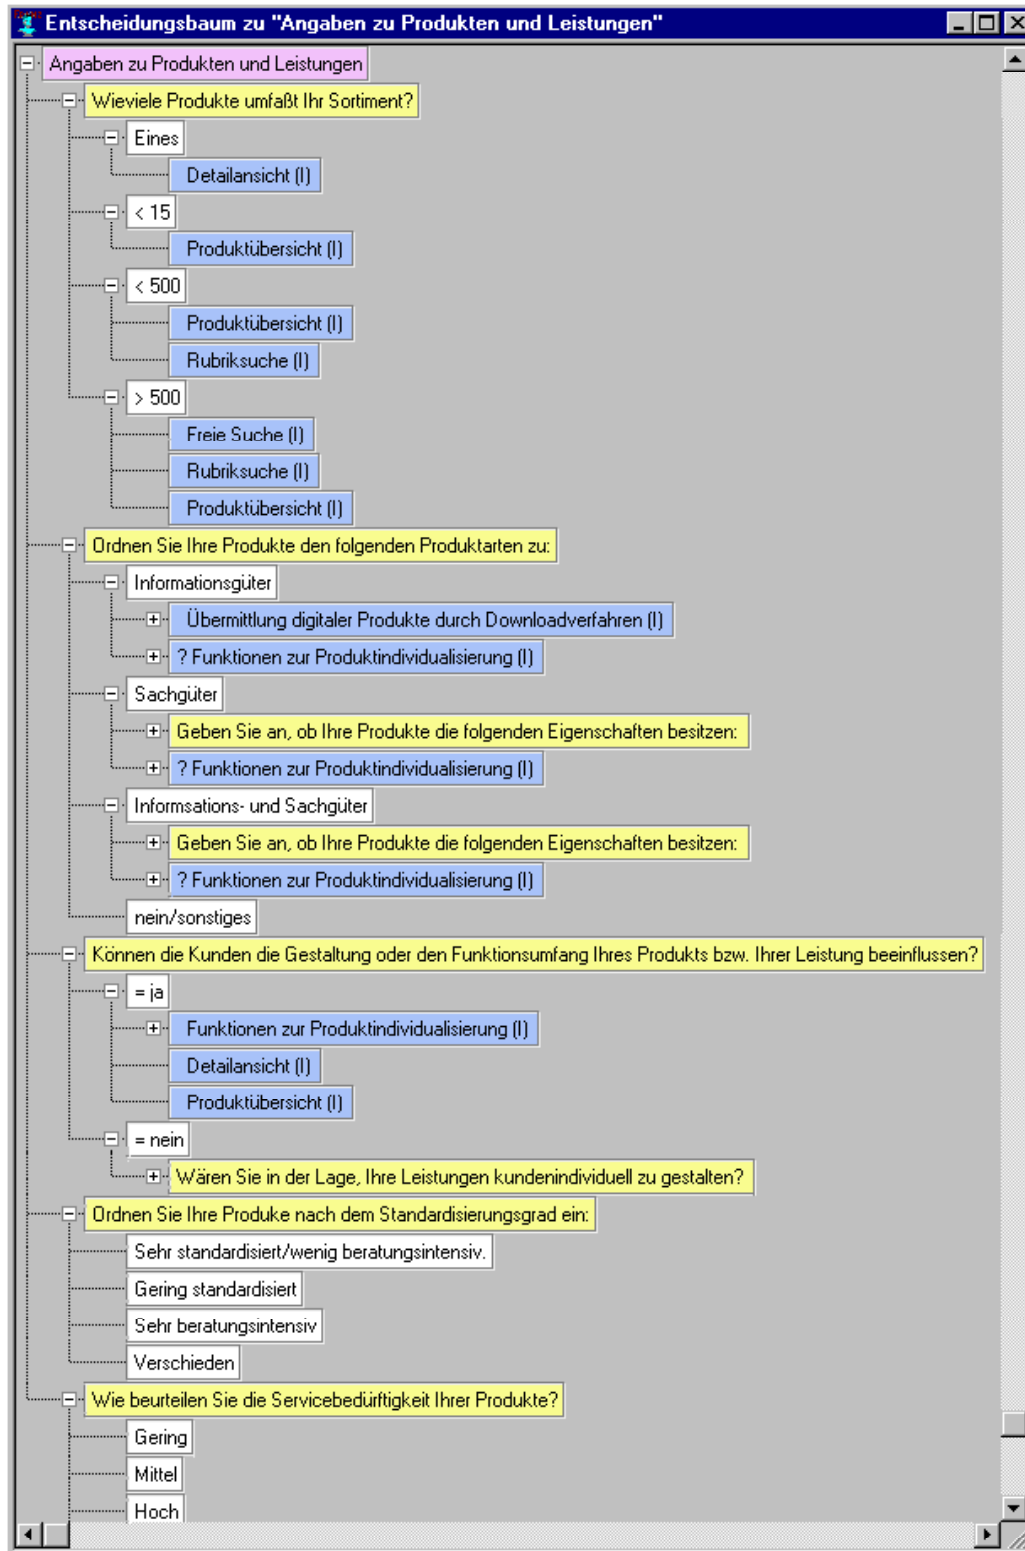 Entscheidungsbaum zu "Angaben zu Produkten und Leistungen"
Angaben zu Produkten und Leistungen
Wieviele Produkte umfaßt Ihr Sortiment?
Eines
Detailansicht (I)
< 15
Produktübersicht (I)
< 500
Produktübersicht (I)
Rubriksuche (I)
> 500
Freie Suche (I)
Rubriksuche (I)
Produktübersicht (I)
Ordnen Sie Ihre Produkte den folgenden Produktarten zu:
Informationsgüter
Übermittlung digitaler Produkte durch Downloadverfahren (I)
? Funktionen zur Produktindividualisierung (I)
Sachgüter
Geben Sie an, ob Ihre Produkte die folgenden Eigenschaften besitzen:
? Funktionen zur Produktindividualisierung (I)
Informsations- und Sachgüter
Geben Sie an, ob Ihre Produkte die folgenden Eigenschaften besitzen:
? Funktionen zur Produktindividualisierung (I)
nein/sonstiges
Können die Kunden die Gestaltung oder den Funktionsumfang Ihres Produkts bzw. Ihrer Leistung beeinflussen?
= ja
Funktionen zur Produktindividualisierung (I)
Detailansicht (I)
Produktübersicht (I)
= nein
Wären Sie in der Lage, Ihre Leistungen kundenindividuell zu gestalten?
Ordnen Sie Ihre Produke nach dem Standardisierungsgrad ein:
Sehr standardisiert/wenig beratungsintensiv.
Gering standardisiert
Sehr beratungsintensiv
Verschieden
Wie beurteilen Sie die Servicebedürftigkeit Ihrer Produkte?
Gering
Mittel
Hoch